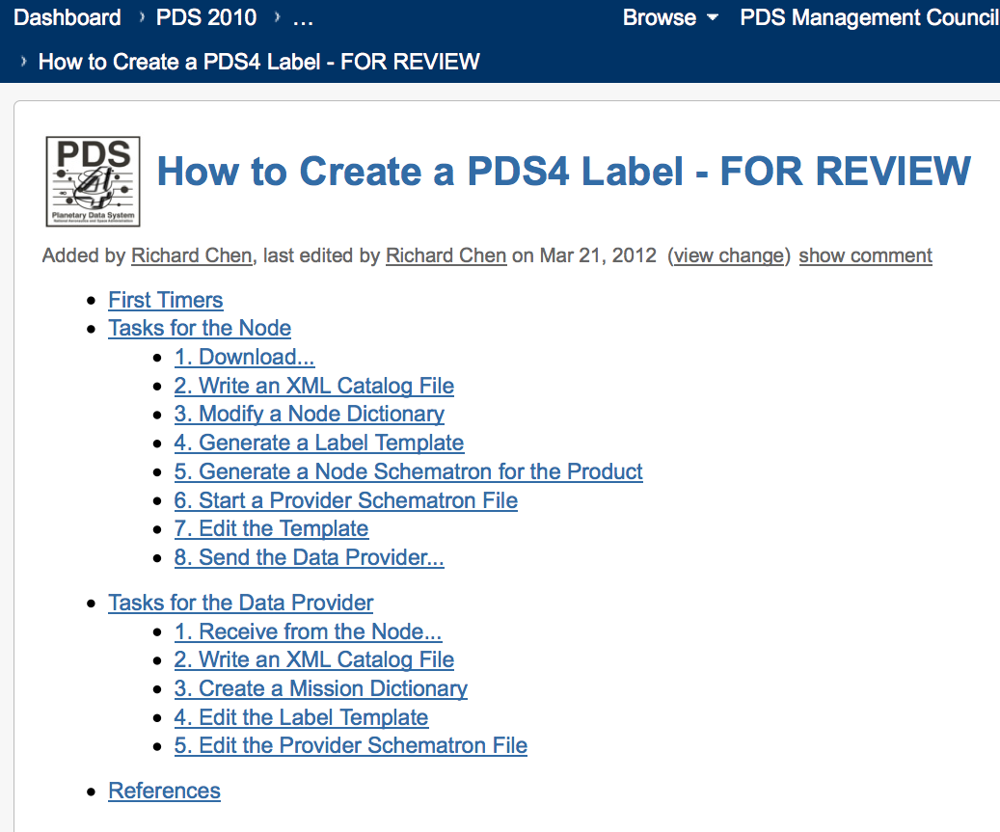 Dashboard › PDS 2010 › ... Browse PDS Management Council
› How to Create a PDS4 Label - FOR REVIEW
PDS
4
Planetary Data System
National Aeronautics and Space Administration
How to Create a PDS4 Label - FOR REVIEW
Added by Richard Chen, last edited by Richard Chen on Mar 21, 2012 (view change) show comment
• First Timers
• Tasks for the Node
• 1. Download...
• 2. Write an XML Catalog File
• 3. Modify a Node Dictionary
• 4. Generate a Label Template
• 5. Generate a Node Schematron for the Product
• 6. Start a Provider Schematron File
• 7. Edit the Template
• 8. Send the Data Provider...
• Tasks for the Data Provider
• 1. Receive from the Node...
• 2. Write an XML Catalog File
• 3. Create a Mission Dictionary
• 4. Edit the Label Template
• 5. Edit the Provider Schematron File
• References